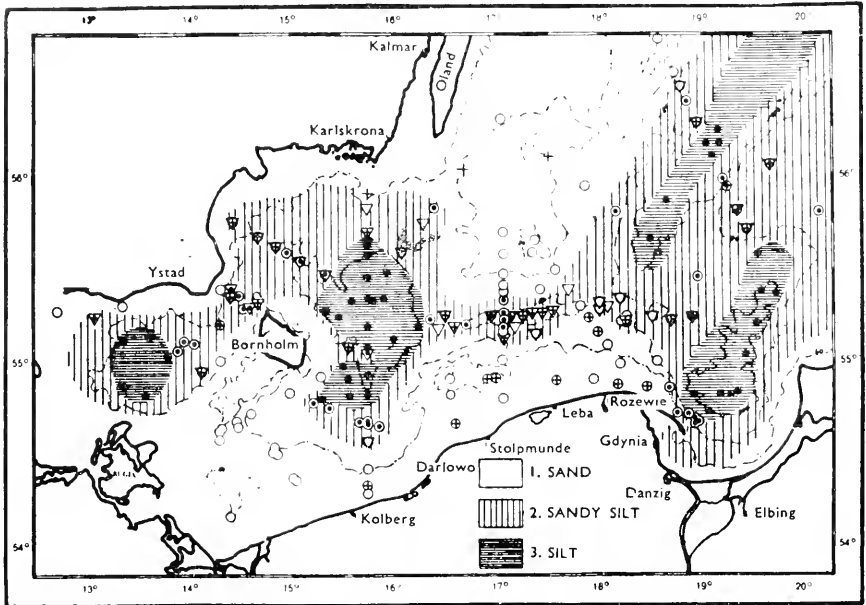 13° 14° 15° 16° 17° 18° 19° 20°
Kalmar
Oland
Karlskrona
56° 56°
Ystad
Bornholm
55° 55°
60
Rozewie
Leba
Gdynia
Stolpmunde
Darlowo
1. SAND
Danzig
2. SANDY SILT
Elbing
Kolberg
3. SILT
54° 54°
13° 14° 15° 16° 17° 18° 19° 20°